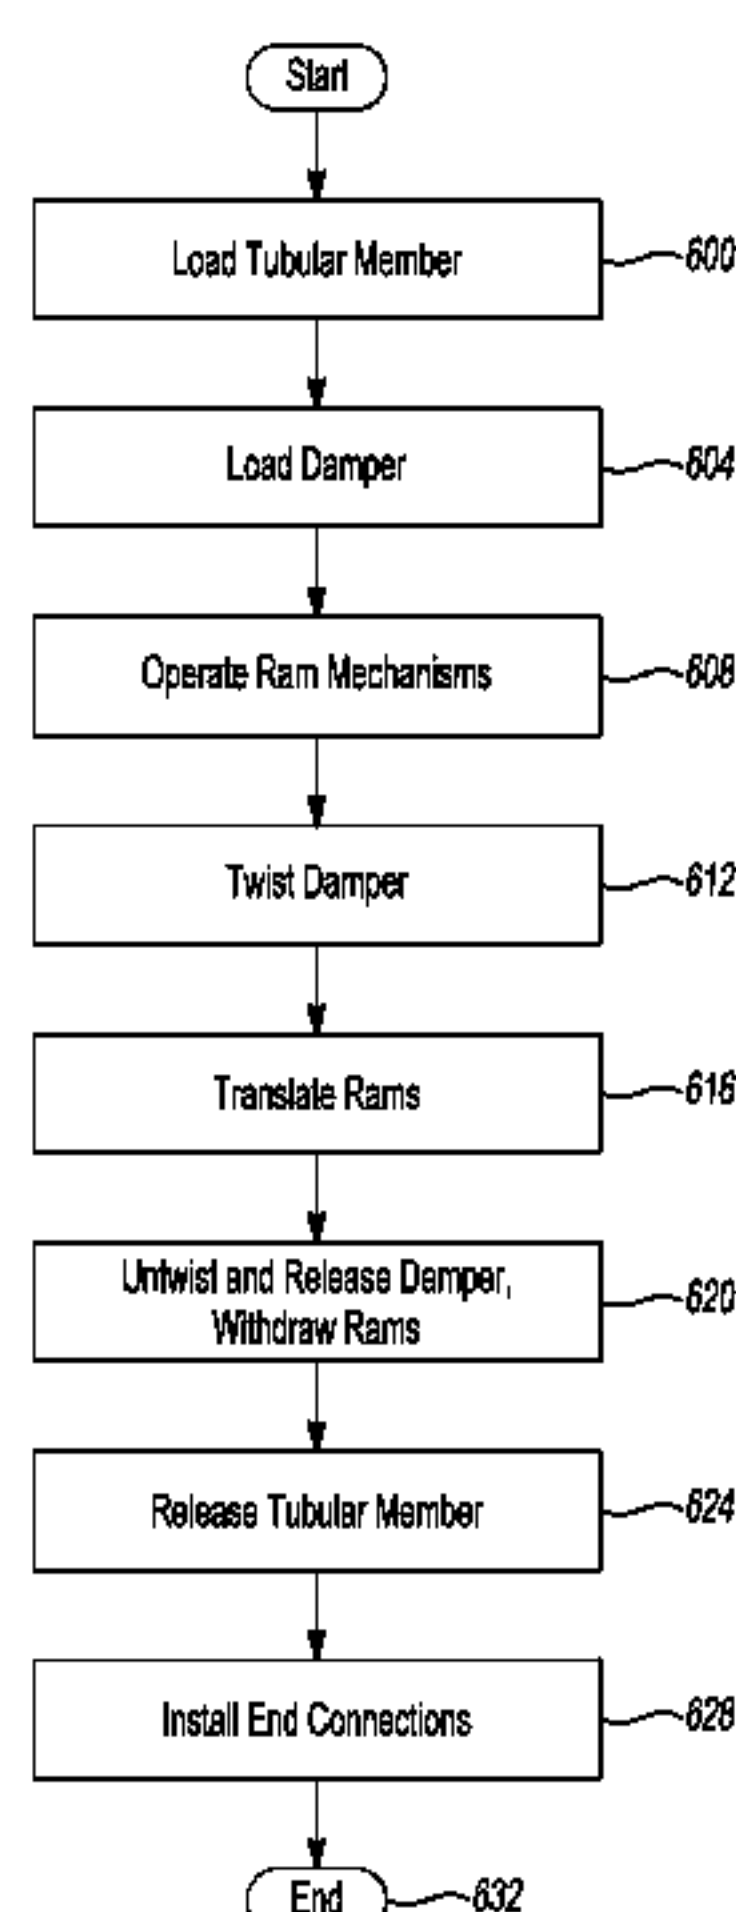 Start
Load Tubular Member
600
Load Damper
604
Operate Ram Mechanisms
608
Twist Damper
612
Translate Rams
616
Untwist and Release Damper,
Withdraw Rams
620
Release Tubular Member
624
Install End Connections
628
End
632